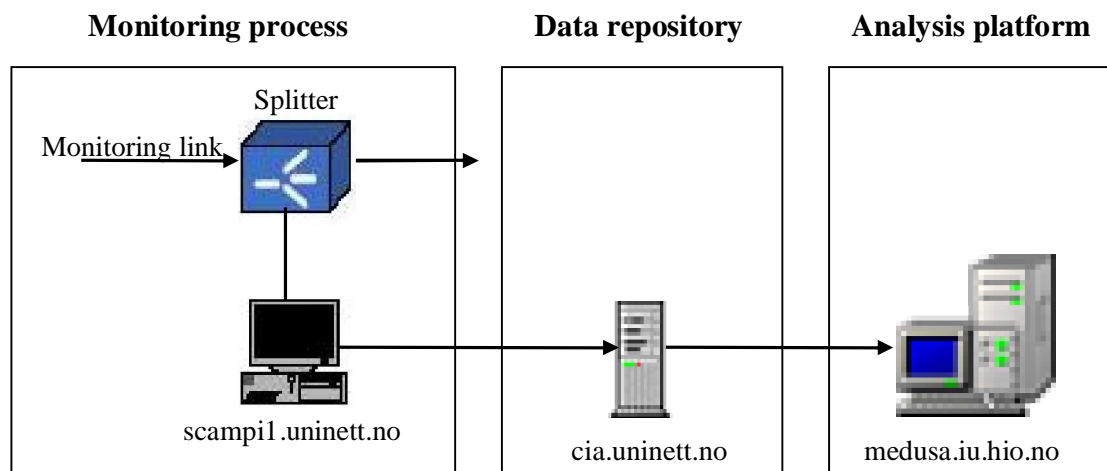 Monitoring process
Data repository
Analysis platform
Splitter
Monitoring link
scampi1.uninett.no
cia.uninett.no
medusa.iu.hio.no